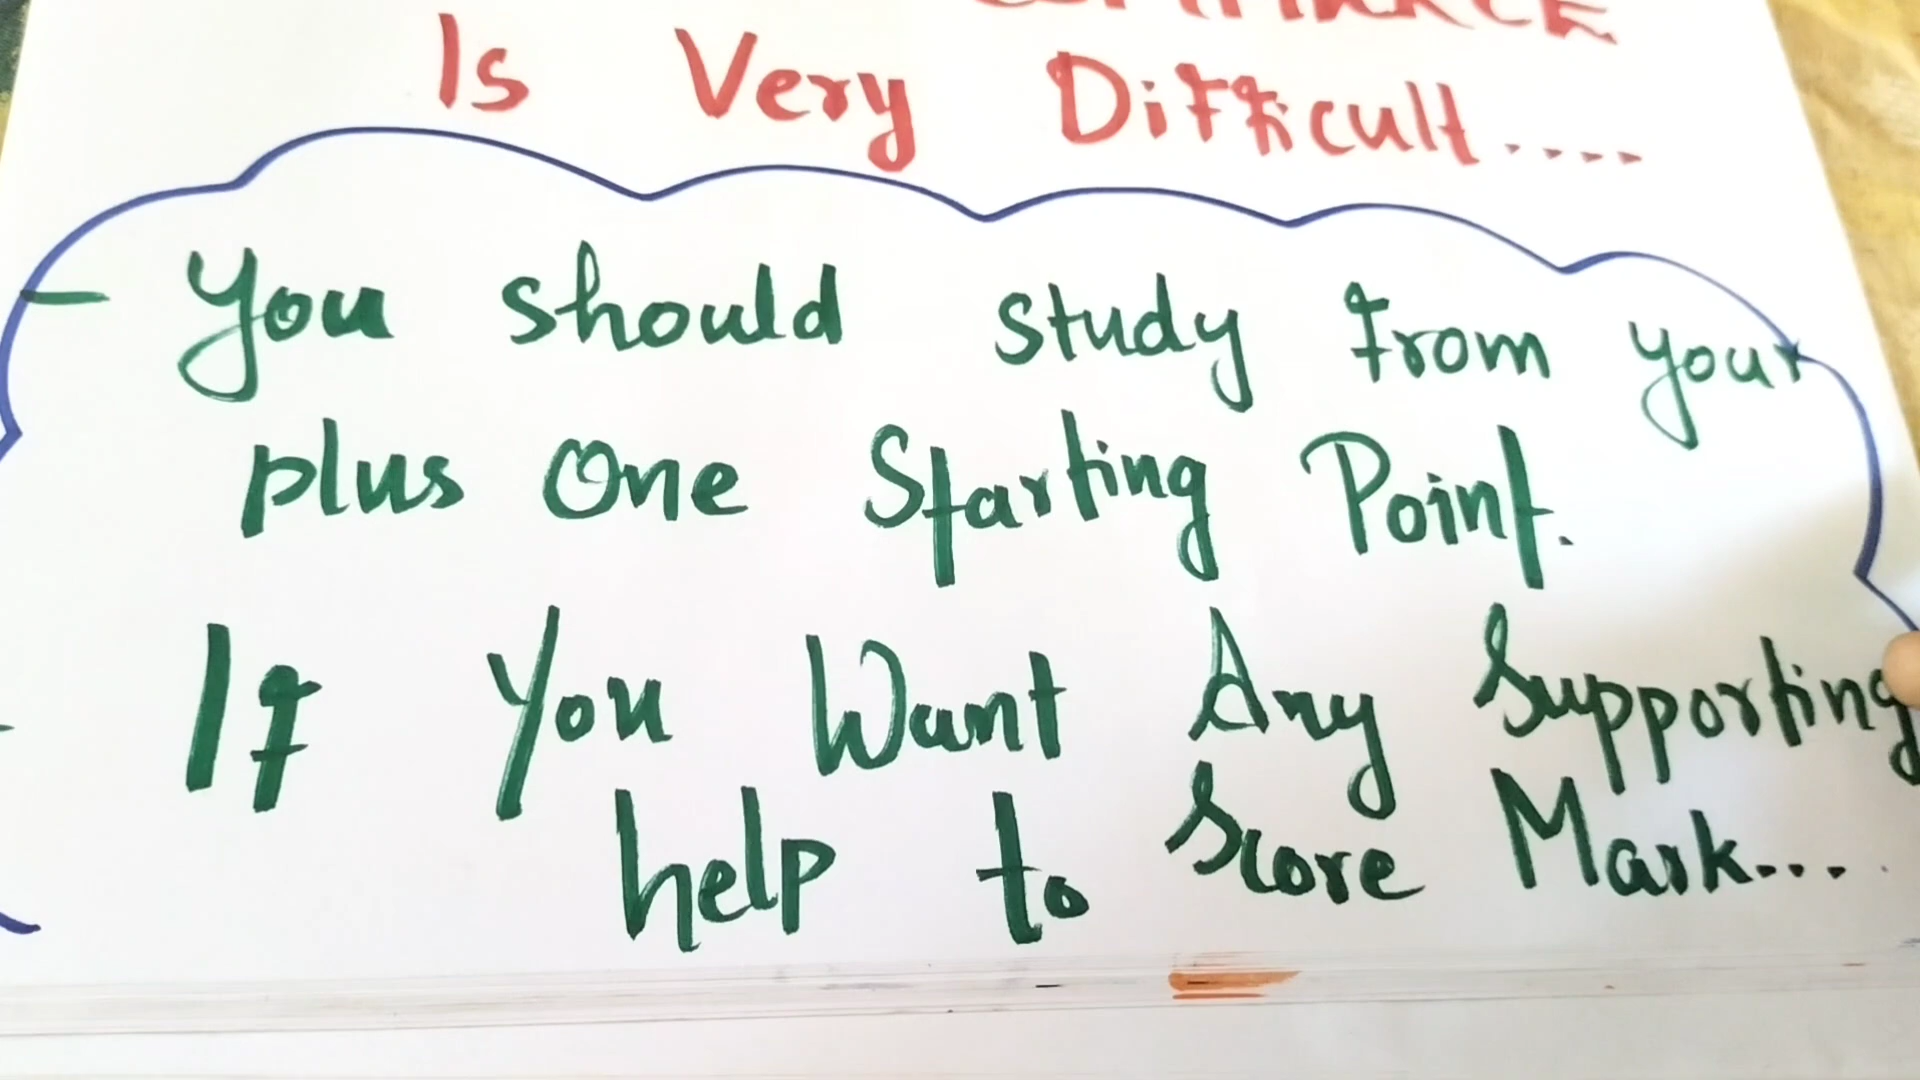 Is Very Difficult....
- You should study from your
plus One Starting Point.
- If You Want Any Supporting
help to Score Mark....